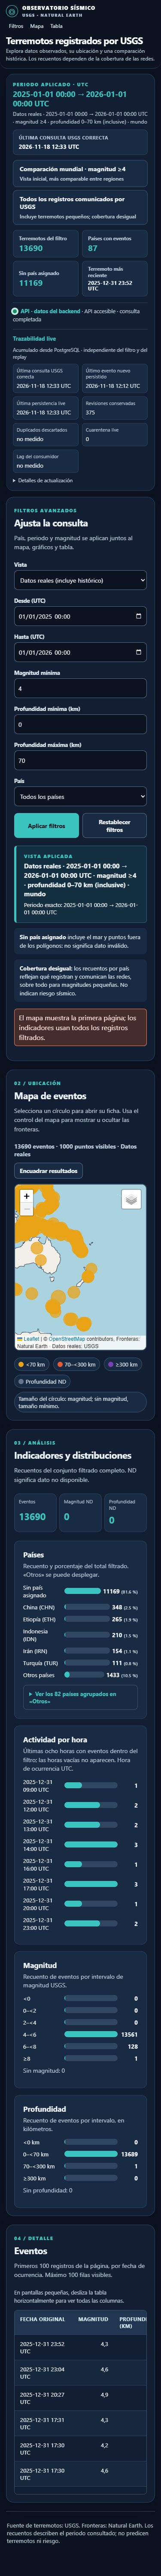 OBSERVATORIO SÍSMICO
USGS · NATURAL EARTH
Filtros Mapa Tabla
Terremotos registrados por USGS
Explora el periodo, su situación y una comparación
histórica. Los recuentos describen la cobertura de las redes.
PERIODO APLICADO · UTC
2025-01-01 00:00 →2026-01-01
00:00 UTC
Datos reales · 2025-01-01 00:00 → 2026-01-01 00:00 UTC
· magnitud ≥4 · profundidad 0–70 km (inclusive) · mundo
ÚLTIMA CONSULTA USGS CORRECTA
2026-11-18 12:33 UTC
Comparación mundial · magnitud ≥4
Vista inicial, más comparable entre regiones
Todos los registros comunicados por
USGS
Incluye terremotos pequeños; cobertura desigual
Terremotos del filtro
13690
Países con eventos
87
Sin país asignado
11169
Terremoto más
reciente
2025-12-31 23:52
UTC
API · datos del backend · API accesible · consulta
completada
Trazabilidad live
Acumulado desde PostgreSQL · independiente del filtro y del
replay
Última consulta USGS
correcta
2026-11-18 12:33 UTC
Último evento nuevo
persistido
2026-11-18 12:12 UTC
Última persistencia live
2026-11-18 12:33 UTC
Revisiones conservadas
375
Duplicados descartados
no medido
Cuarentena live
0
Lag del consumidor
no medido
▸ Detalles de actualización
FILTROS AVANZADOS
Ajusta la consulta
País, periodo y magnitud se aplican juntos al
mapa, gráficos y tabla.
Vista
Datos reales (incluye histórico)
Desde (UTC)
01/01/2025 00:00
Hasta (UTC)
01/01/2026 00:00
Magnitud mínima
4
Profundidad mínima (km)
0
Profundidad máxima (km)
70
País
Todos los países
Aplicar filtros
Restablecer
filtros
VISTA APLICADA
Datos reales · 2025-01-01 00:00 →
2026-01-01 00:00 UTC · magnitud ≥4
· profundidad 0–70 km (inclusive) ·
mundo
Periodo exacto: 2025-01-01 00:00 → 2026-01-
01 00:00 UTC
Sin país asignado incluye el mar y puntos fuera
de los polígonos; no significa dato inválido.
Cobertura desigual: los recuentos por país
reflejan qué registran y comunican las redes,
sobre todo para magnitudes pequeñas. No
indican riesgo sísmico.
El mapa muestra la primera página; los
indicadores usan todos los registros
filtrados.
02 / UBICACIÓN
Mapa de eventos
Selecciona un círculo para abrir su ficha. Usa el
control del mapa para mostrar u ocultar las
fronteras.
13690 eventos · 1000 puntos visibles · Datos
reales
Encuadrar resultados
+
−
Leaflet | © OpenStreetMap contributors, Fronteras:
Natural Earth · Datos reales: USGS
<70 km
70–<300 km
≥300 km
Profundidad ND
Tamaño del círculo: magnitud; sin magnitud,
tamaño mínimo.
03 / ANÁLISIS
Indicadores y distribuciones
Recuentos del conjunto filtrado completo. ND
significa dato no disponible.
Eventos
13690
Magnitud ND
0
Profundidad
ND
0
Países
Recuento y porcentaje del total filtrado.
«Otros» se puede desplegar.
Sin país
asignado
11169 (81.6 %)
China (CHN) 348 (2.5 %)
Etiopía (ETH) 265 (1.9 %)
Indonesia
(IDN)
210 (1.5 %)
Irán (IRN) 154 (1.1 %)
Turquía (TUR) 111 (0.8 %)
Otros países 1433 (10.5 %)
▸ Ver los 82 países agrupados en
«Otros»
Actividad por hora
Últimas ocho horas con eventos dentro del
filtro; las horas vacías no aparecen. Hora
de ocurrencia UTC.
2025-12-31
09:00 UTC
1
2025-12-31
12:00 UTC
2
2025-12-31
13:00 UTC
2
2025-12-31
14:00 UTC
3
2025-12-31
16:00 UTC
1
2025-12-31
17:00 UTC
3
2025-12-31
20:00 UTC
1
2025-12-31
23:00 UTC
2
Magnitud
Recuento de eventos por intervalo de
magnitud USGS.
<0 0
0–<2 0
2–<4 0
4–<6 13561
6–<8 128
≥8 1
Sin magnitud: 0
Profundidad
Recuento de eventos por intervalo, en
kilómetros.
<0 km 0
0–<70 km 13689
70–<300 km 1
≥300 km 0
Sin profundidad: 0
04 / DETALLE
Eventos
Primeros 100 registros de la página, por fecha de
ocurrencia. Máximo 100 filas visibles.
En pantallas pequeñas, desliza la tabla
horizontalmente para ver todas las columnas.
FECHA ORIGINAL MAGNITUD PROFUNDI
(KM)
2025-12-31 23:52
UTC
4,3
2025-12-31 23:04
UTC
4,6
2025-12-31 20:27
UTC
4,9
2025-12-31 17:31
UTC
4,3
2025-12-31 17:30
UTC
4,2
2025-12-31 17:30
UTC
4,6
Fuente de terremotos: USGS. Fronteras: Natural Earth. Los
recuentos describen el periodo consultado; no predicen
terremotos ni riesgo.